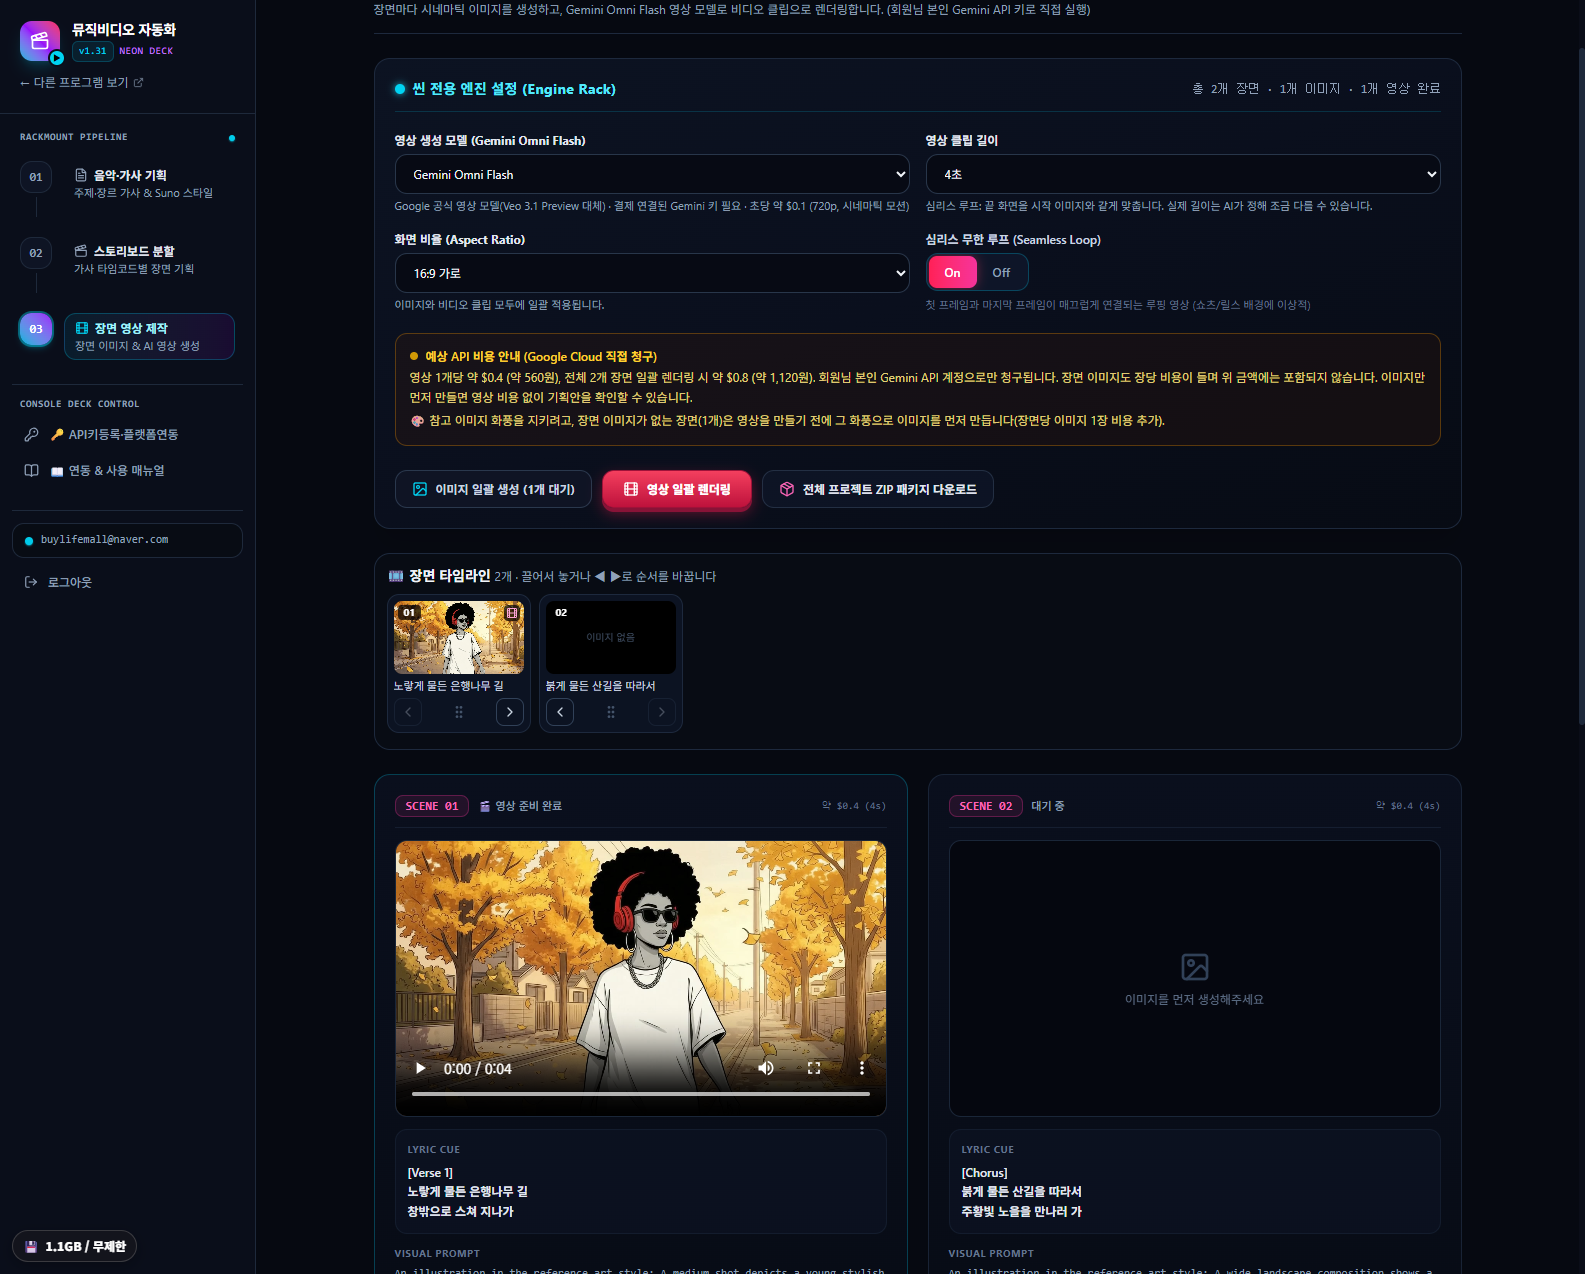 뮤직비디오 자동화
v1.31 NEON DECK
← 다른 프로그램 보기
RACKMOUNT PIPELINE
01 음악·가사 기획
주제·장르 가사 & Suno 스타일
02 스토리보드 분할
가사 타임코드별 장면 기획
03 장면 영상 제작
장면 이미지 & AI 영상 생성
CONSOLE DECK CONTROL
API키등록·플랫폼연동
연동 & 사용 매뉴얼
buylifemall@naver.com
로그아웃
1.1GB / 무제한
장면마다 시네마틱 이미지를 생성하고, Gemini Omni Flash 영상 모델로 비디오 클립으로 렌더링합니다. (회원님 본인 Gemini API 키로 직접 실행)
씬 전용 엔진 설정 (Engine Rack)
총 2개 장면 · 1개 이미지 · 1개 영상 완료
영상 생성 모델 (Gemini Omni Flash)
Gemini Omni Flash
Google 공식 영상 모델(Veo 3.1 Preview 대체) · 결제 연결된 Gemini 키 필요 · 초당 약 $0.1 (720p, 시네마틱 모션)
영상 클립 길이
4초
심리스 루프: 끝 화면을 시작 이미지와 같게 맞춥니다. 실제 길이는 AI가 정해 조금 다를 수 있습니다.
화면 비율 (Aspect Ratio)
16:9 가로
이미지와 비디오 클립 모두에 일괄 적용됩니다.
심리스 무한 루프 (Seamless Loop)
On Off
첫 프레임과 마지막 프레임이 매끄럽게 연결되는 루핑 영상 (쇼츠/릴스 배경에 이상적)
예상 API 비용 안내 (Google Cloud 직접 청구)
영상 1개당 약 $0.4 (약 560원), 전체 2개 장면 일괄 렌더링 시 약 $0.8 (약 1,120원). 회원님 본인 Gemini API 계정으로만 청구됩니다. 장면 이미지도 장당 비용이 들며 위 금액에는 포함되지 않습니다. 이미지만
먼저 만들면 영상 비용 없이 기획안을 확인할 수 있습니다.
참고 이미지 화풍을 지키려고, 장면 이미지가 없는 장면(1개)은 영상을 만들기 전에 그 화풍으로 이미지를 먼저 만듭니다(장면당 이미지 1장 비용 추가).
이미지 일괄 생성 (1개 대기)
영상 일괄 렌더링
전체 프로젝트 ZIP 패키지 다운로드
장면 타임라인 2개 · 끌어서 놓거나 ◀ ▶로 순서를 바꿉니다
01
노랗게 물든 은행나무 길
02
이미지 없음
붉게 물든 산길을 따라서
SCENE 01 영상 준비 완료 약 $0.4 (4s)
0:00 / 0:04
LYRIC CUE
[Verse 1]
노랗게 물든 은행나무 길
창밖으로 스쳐 지나가
VISUAL PROMPT
An illustration in the reference art style: A medium shot depicts a young stylish
SCENE 02 대기 중 약 $0.4 (4s)
이미지를 먼저 생성해주세요
LYRIC CUE
[Chorus]
붉게 물든 산길을 따라서
주황빛 노을을 만나러 가
VISUAL PROMPT
An illustration in the reference art style: A wide landscape composition shows a